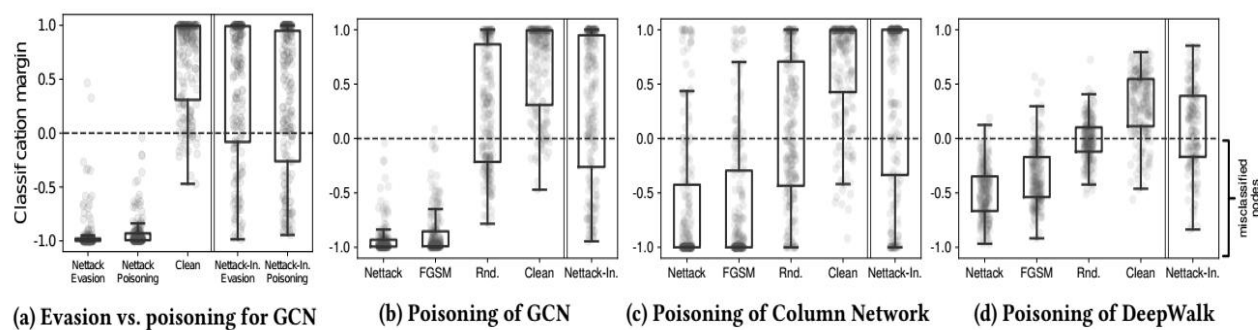 Classification margin
1.0
0.5
0.0
-0.5
-1.0
Nettack
Evasion
Nettack
Poisoning
Clean
Nettack-In.
Evasion
Nettack-In.
Poisoning
(a) Evasion vs. poisoning for GCN
1.0
0.5
0.0
-0.5
-1.0
Nettack
FGSM
Rnd.
Clean
Nettack-In.
(b) Poisoning of GCN
1.0
0.5
0.0
-0.5
-1.0
Nettack
FGSM
Rnd.
Clean
Nettack-In.
(c) Poisoning of Column Network
1.0
0.5
0.0
-0.5
-1.0
Nettack
FGSM
Rnd.
Clean
Nettack-In.
misclassified
nodes
(d) Poisoning of DeepWalk